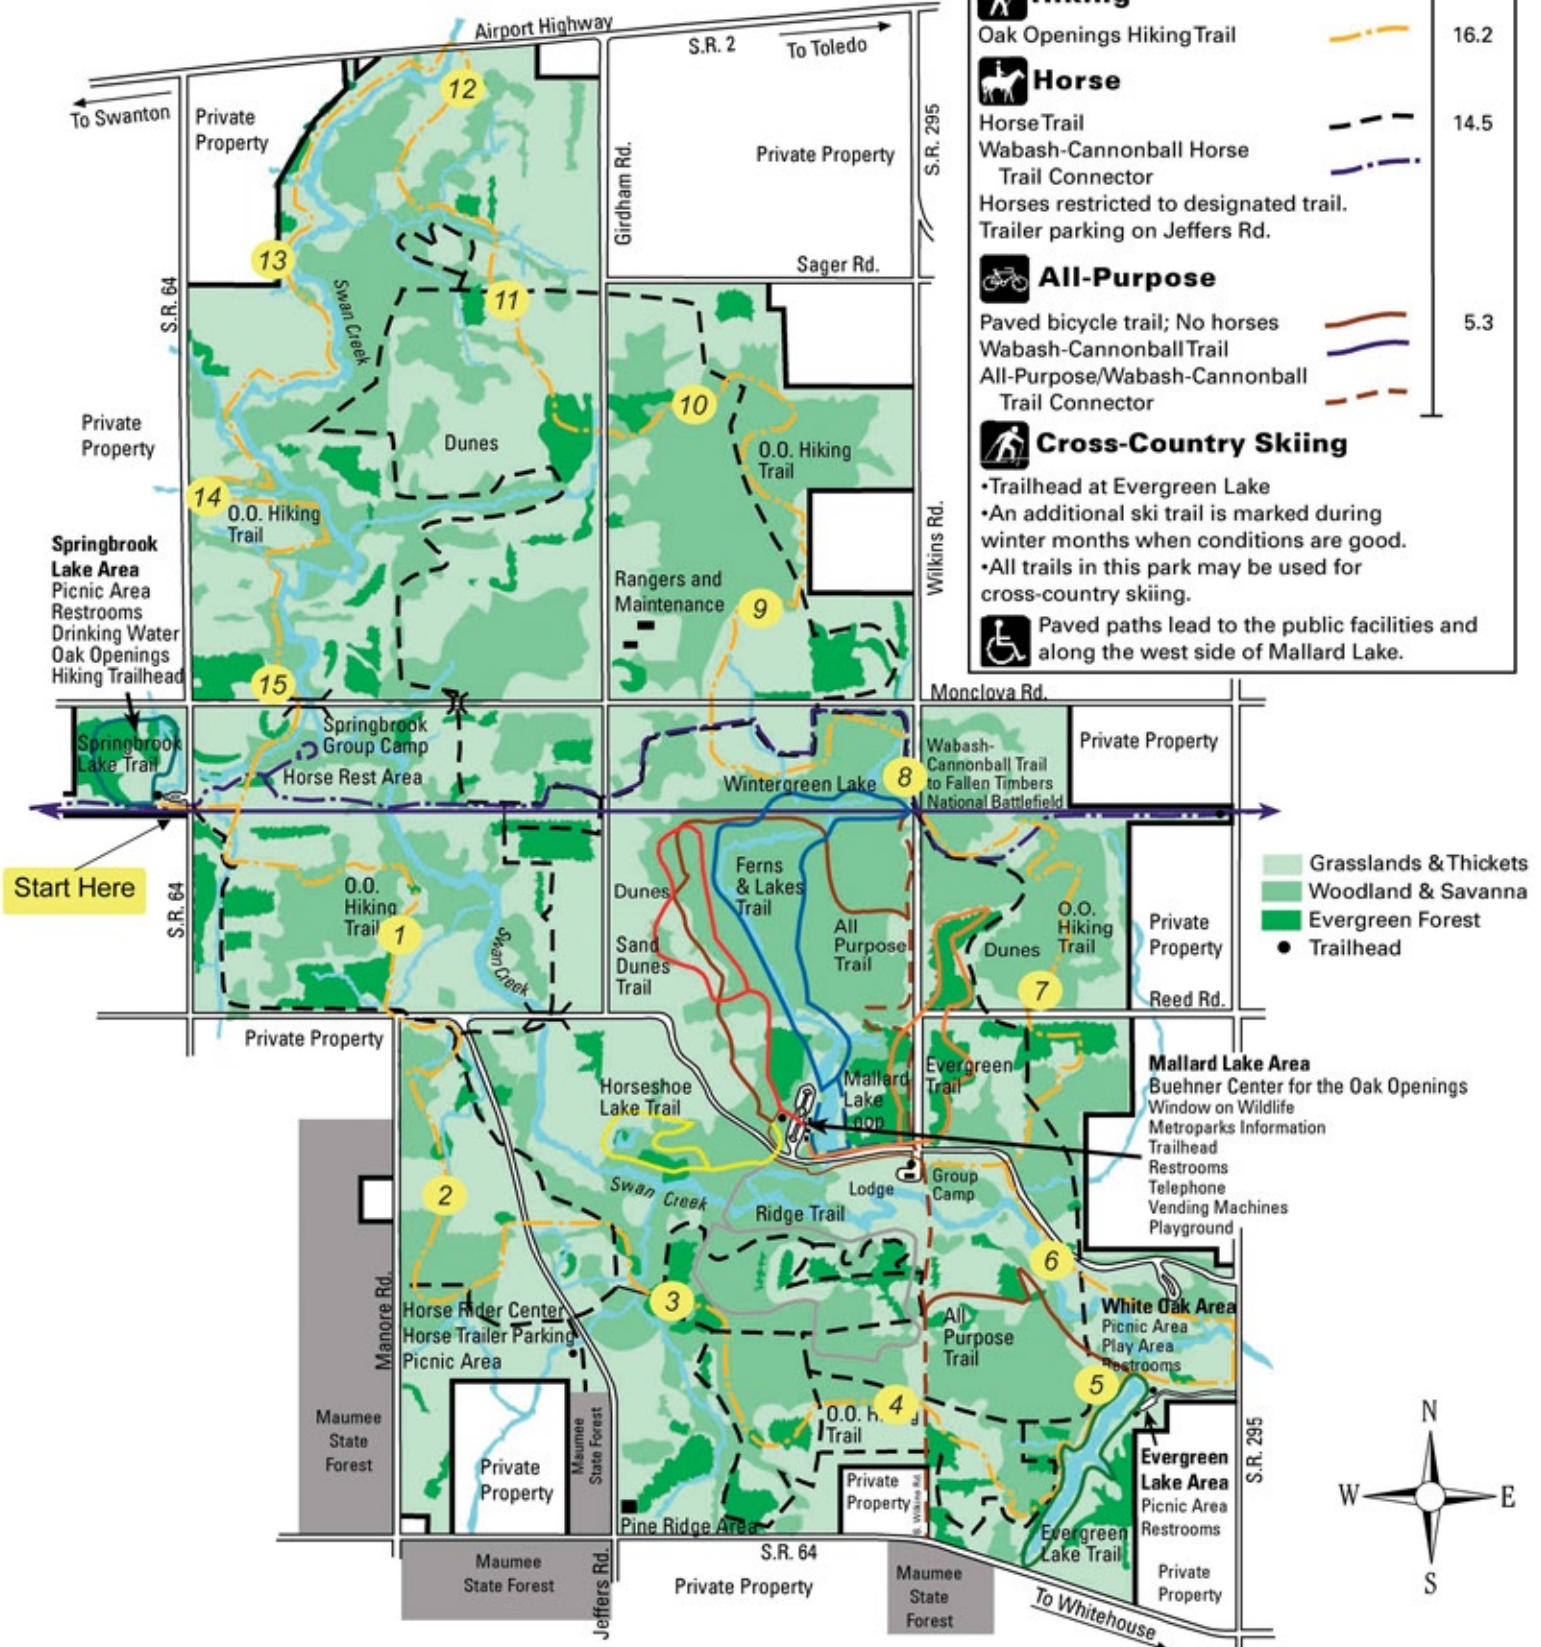 Airport Highway
S.R. 2
To Toledo
To Swanton
Private
Property
12
Girdham Rd.
Private Property
S.R. 295
Sager Rd.
13
S.R. 64
Swan Creek
11
10
Private
Property
Dunes
O.O. Hiking
Trail
14
O.O. Hiking
Trail
Springbrook
Lake Area
Picnic Area
Restrooms
Drinking Water
Oak Openings
Hiking Trailhead
Rangers and
Maintenance
9
Wilkins Rd.
15
Monclova Rd.
Hiking
Oak Openings Hiking Trail
16.2
Horse
Horse Trail
14.5
Wabash-Cannonball Horse
Trail Connector
Horses restricted to designated trail.
Trailer parking on Jeffers Rd.
All-Purpose
Paved bicycle trail; No horses
5.3
Wabash-Cannonball Trail
All-Purpose/Wabash-Cannonball
Trail Connector
Cross-Country Skiing
•Trailhead at Evergreen Lake
•An additional ski trail is marked during
winter months when conditions are good.
•All trails in this park may be used for
cross-country skiing.
Paved paths lead to the public facilities and
along the west side of Mallard Lake.
Springbrook
Lake Trail
Springbrook
Group Camp
Horse Rest Area
Wintergreen Lake
8
Wabash-
Cannonball Trail
to Fallen Timbers
National Battlefield
Private Property
Start Here
S.R. 64
O.O.
Hiking
Trail
1
Swan Creek
Dunes
Sand
Dunes
Trail
Ferns
& Lakes
Trail
All
Purpose
Trail
Dunes
O.O.
Hiking
Trail
7
Private
Property
Reed Rd.
Grasslands & Thickets
Woodland & Savanna
Evergreen Forest
Trailhead
Private Property
Horseshoe
Lake Trail
Mallard
Lake
Evergreen
Trail
Mallard Lake Area
Buehner Center for the Oak Openings
Window on Wildlife
Metroparks Information
Trailhead
Restrooms
Telephone
Vending Machines
Playground
2
Swan Creek
Ridge Trail
Lodge
Group
Camp
6
Manore Rd.
3
Horse Rider Center
Horse Trailer Parking
Picnic Area
All
Purpose
Trail
White Oak Area
Picnic Area
Play Area
Restrooms
5
4
O.O.
Trail
Maumee
State
Forest
Private
Property
Maumee
State Forest
Pine Ridge Area
Private
Property
S. Wilkins Rd.
Evergreen
Lake Trail
Evergreen
Lake Area
Picnic Area
Restrooms
S.R. 295
Private
Property
S.R. 64
Maumee
State Forest
Jeffers Rd.
Private Property
Maumee
State
Forest
To Whitehouse
N
W
E
S